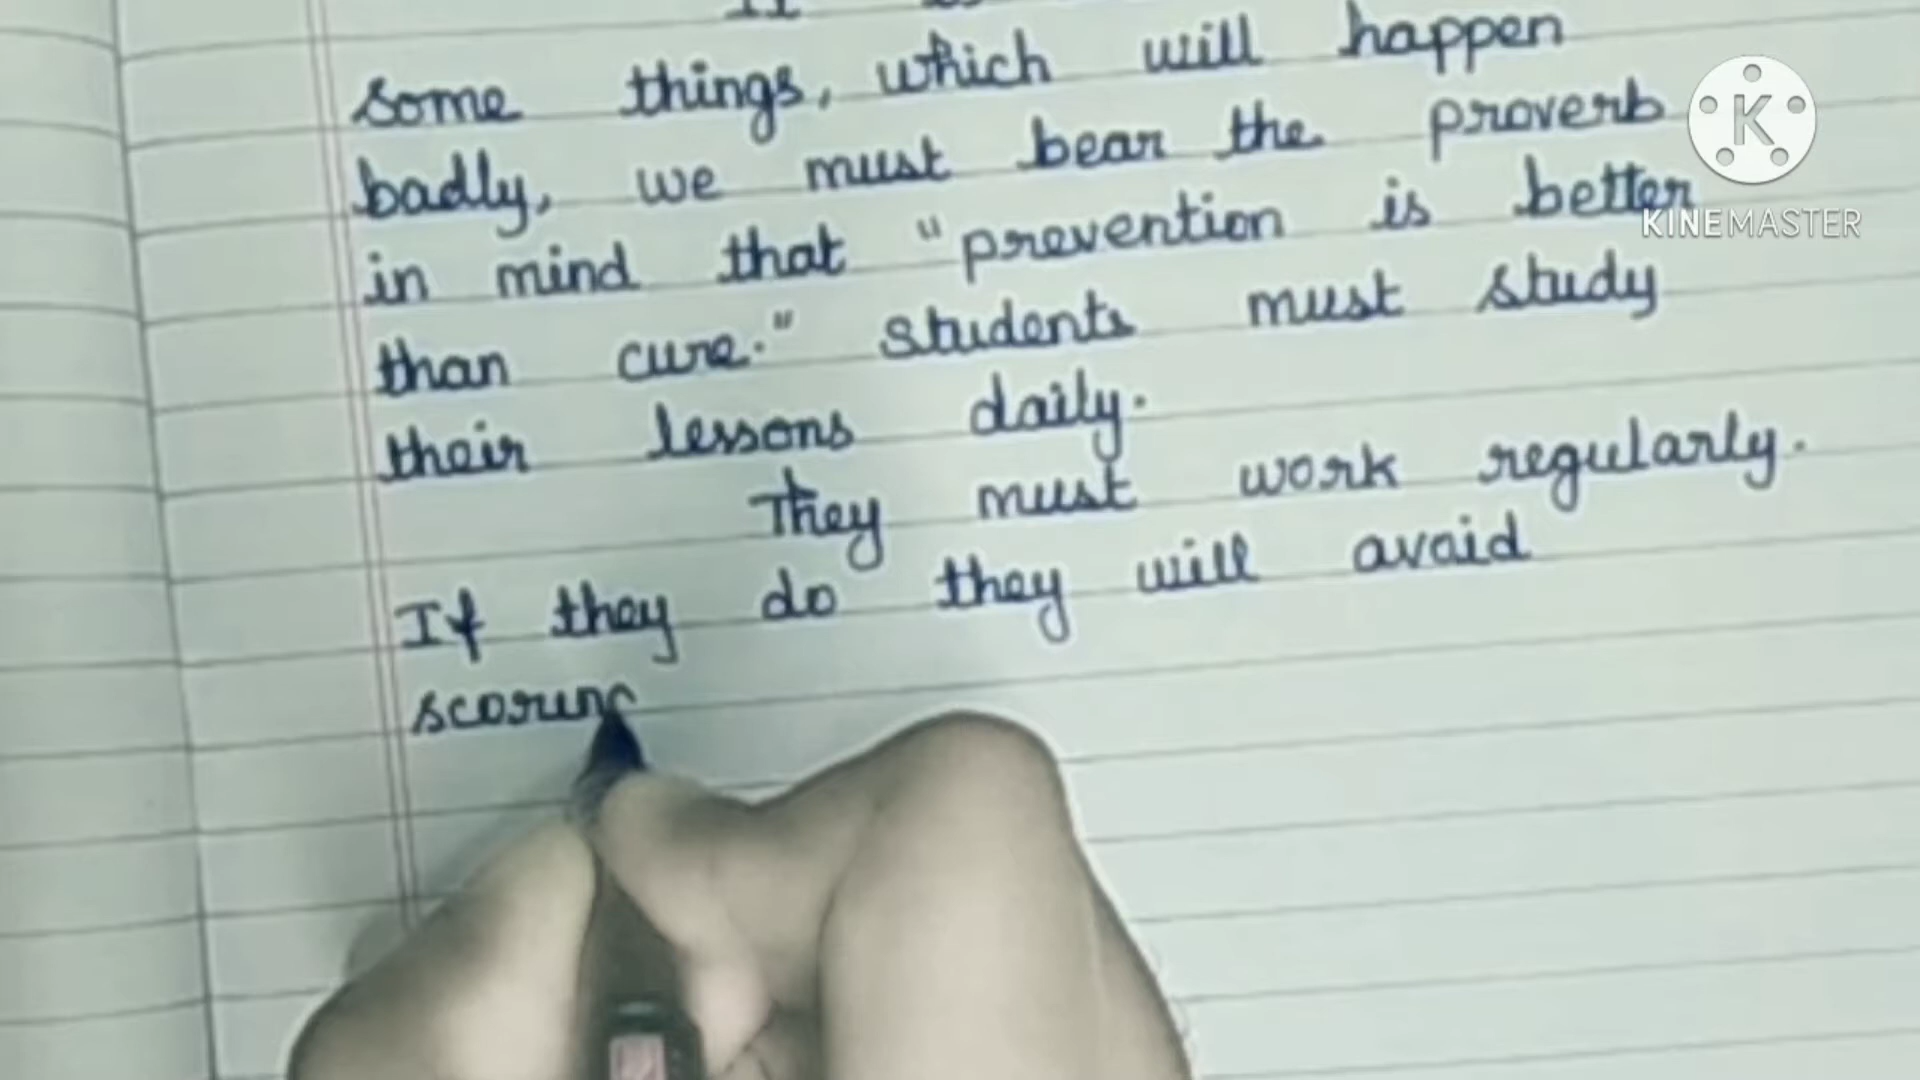 It
some things, which will happen
badly, we must bear the proverb
in mind that "prevention is better
than cure." students must study
their lessons daily.
They must work regularly.
If they do they will avoid
scoring
K
KINEMASTER